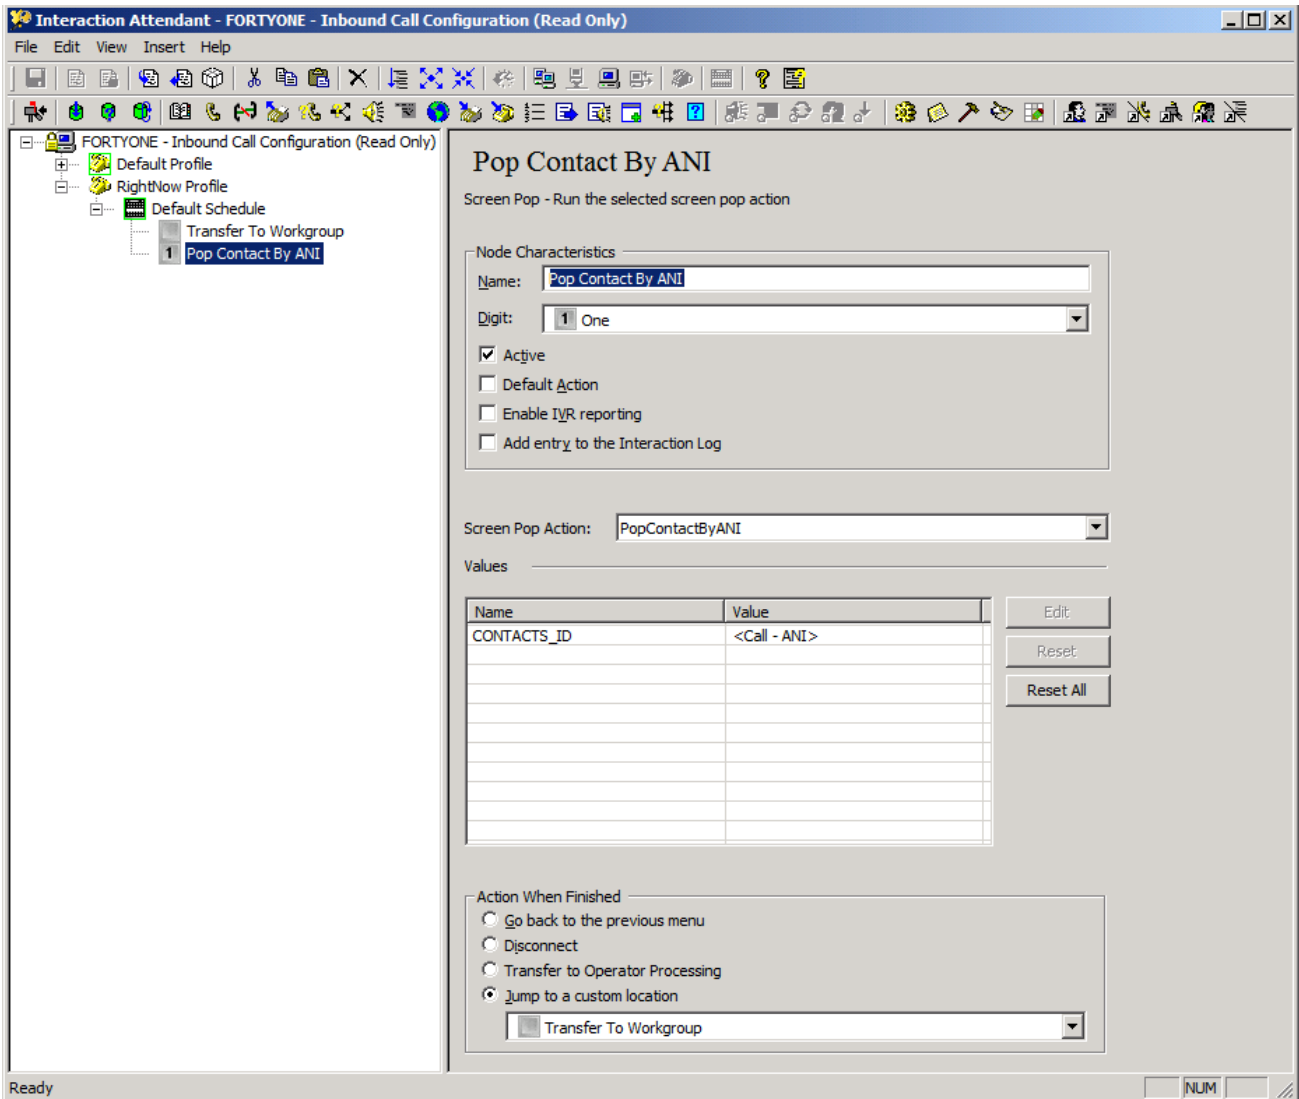 Interaction Attendant - FORTYONE - Inbound Call Configuration (Read Only)
File Edit View Insert Help
FORTYONE - Inbound Call Configuration (Read Only)
Default Profile
RightNow Profile
Default Schedule
Transfer To Workgroup
1 Pop Contact By ANI
Pop Contact By ANI
Screen Pop - Run the selected screen pop action
Node Characteristics
Name: Pop Contact By ANI
Digit: 1 One
Active
Default Action
Enable IVR reporting
Add entry to the Interaction Log
Screen Pop Action: PopContactByANI
Values
Name Value
CONTACTS_ID <Call - ANI>
Edit
Reset
Reset All
Action When Finished
Go back to the previous menu
Disconnect
Transfer to Operator Processing
Jump to a custom location
Transfer To Workgroup
Ready NUM